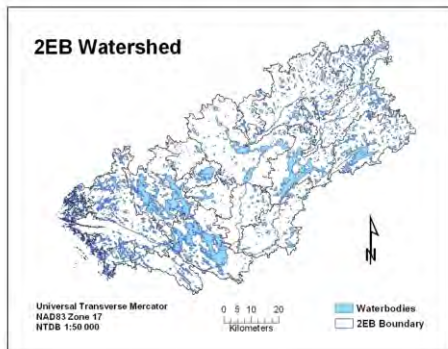 2EB Watershed
N
Universal Transverse Mercator
NAD83 Zone 17
NTDB 1:50 000
0 5 10 20
Kilometers
Waterbodies
2EB Boundary